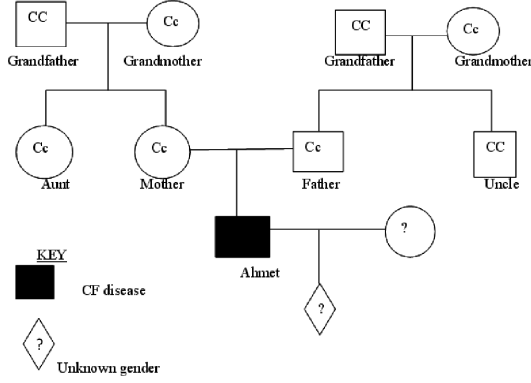 CC Cc CC Cc
Grandfather Grandmother Grandfather Grandmother
Cc Cc Cc CC
Aunt Mother Father Uncle
?
Ahmet
KEY
CF disease
?
?
Unknown gender